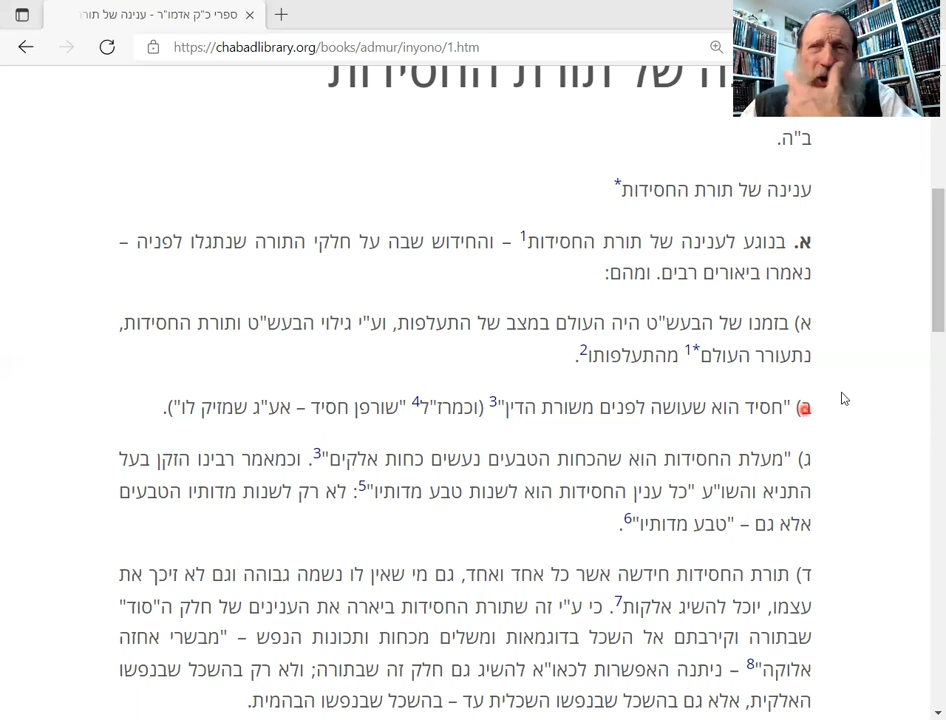 ספרי כ"ק אדמו"ר - ענינה של תור
https://chabadlibrary.org/books/admur/inyono/1.htm
ה של תורת החסידות
ב"ה.
ענינה של תורת החסידות*
א. בנוגע לענינה של תורת החסידות1 – והחידוש שבה על חלקי התורה שנתגלו לפניה –
נאמרו ביאורים רבים. ומהם:
א) בזמנו של הבעש"ט היה העולם במצב של התעלפות, וע"י גילוי הבעש"ט ותורת החסידות,
נתעורר העולם1* מהתעלפותו2.
ב) "חסיד הוא שעושה לפנים משורת הדין"3 (וכמרז"ל4 "שורפן חסיד – אע"ג שמזיק לו").
ג) "מעלת החסידות הוא שהכחות הטבעים נעשים כחות אלקים"3. וכמאמר רבינו הזקן בעל
התניא והשו"ע "כל ענין החסידות הוא לשנות טבע מדותיו"5: לא רק לשנות מדותיו הטבעים
אלא גם – "טבע מדותיו"6.
ד) תורת החסידות חידשה אשר כל אחד ואחד, גם מי שאין לו נשמה גבוהה וגם לא זיכך את
עצמו, יוכל להשיג אלקות7. כי ע"י זה שתורת החסידות ביארה את הענינים של חלק ה"סוד"
שבתורה וקירבתם אל השכל בדוגמאות ומשלים מכחות ותכונות הנפש – "מבשרי אחזה
אלוקה"8 – ניתנה האפשרות לכאו"א להשיג גם חלק זה שבתורה; ולא רק בהשכל שבנפשו
האלקית, אלא גם בהשכל שבנפשו השכלית עד – בהשכל שבנפשו הבהמית.